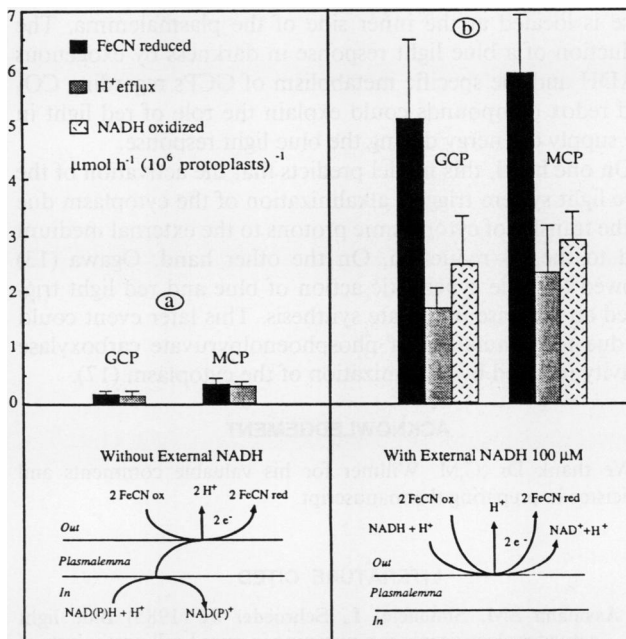 7
6
5
4
3
2
1
0
FeCN reduced
H⁺efflux
NADH oxidized
μmol h⁻¹ (10⁶ protoplasts)⁻¹
a
GCP
MCP
b
GCP
MCP
Without External NADH
2 FeCN ox
2 H⁺
2 FeCN red
2 e⁻
Out
Plasmalemma
In
NAD(P)H + H⁺
NAD(P)⁺
With External NADH 100 μM
2 FeCN ox
H⁺
2 FeCN red
NADH + H⁺
2 e⁻
NAD⁺+H⁺
Out
Plasmalemma
In